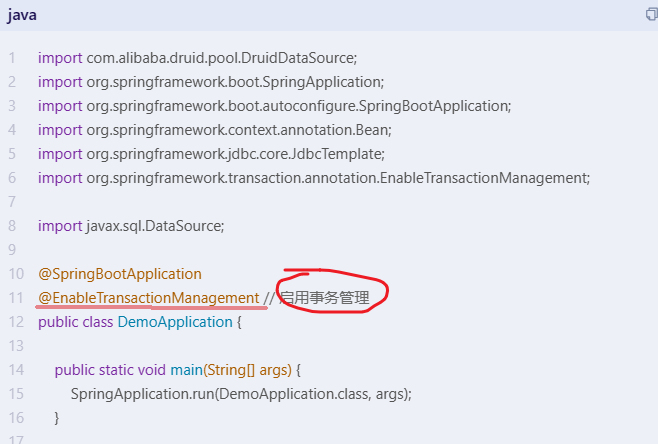 java
1 import com.alibaba.druid.pool.DruidDataSource;
2 import org.springframework.boot.SpringApplication;
3 import org.springframework.boot.autoconfigure.SpringBootApplication;
4 import org.springframework.context.annotation.Bean;
5 import org.springframework.jdbc.core.JdbcTemplate;
6 import org.springframework.transaction.annotation.EnableTransactionManagement;
7
8 import javax.sql.DataSource;
9
10 @SpringBootApplication
11 @EnableTransactionManagement // 启用事务管理
12 public class DemoApplication {
13
14     public static void main(String[] args) {
15         SpringApplication.run(DemoApplication.class, args);
16     }
17